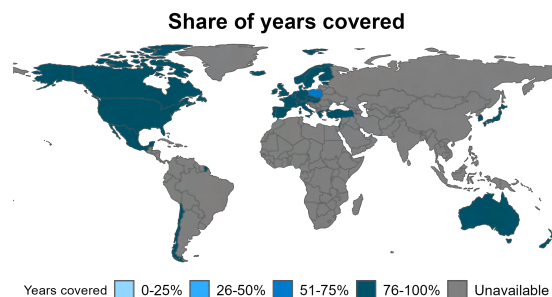 Share of years covered
Years covered 0-25% 26-50% 51-75% 76-100% Unavailable